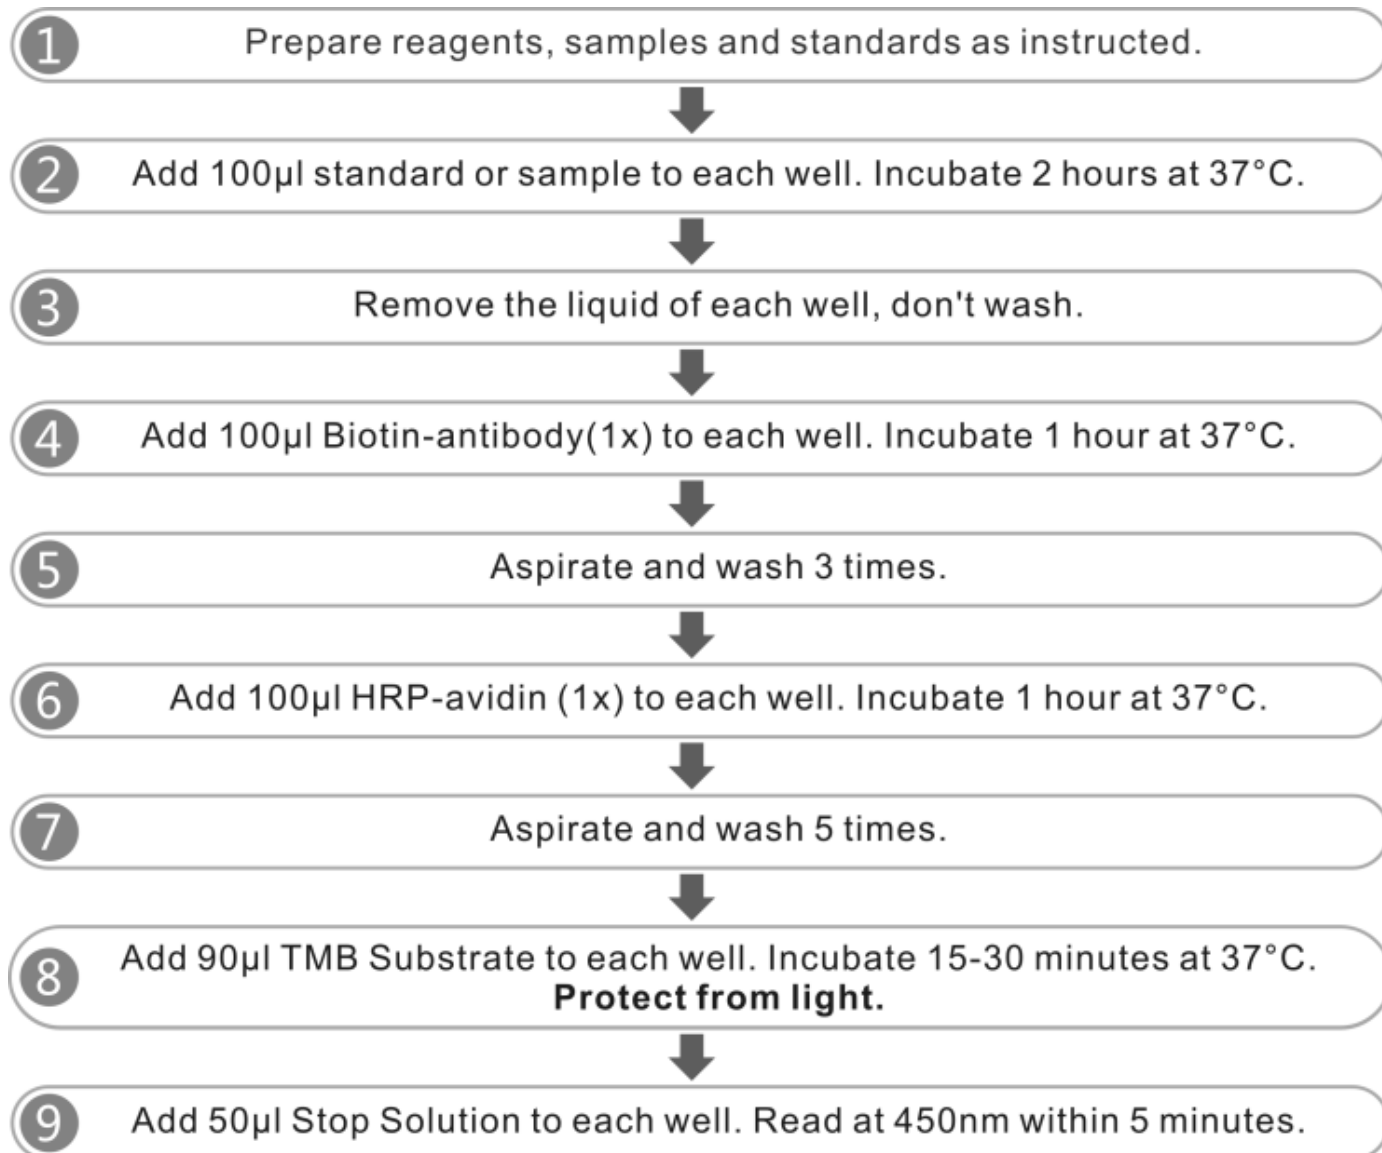 1 Prepare reagents, samples and standards as instructed.
2 Add 100µl standard or sample to each well. Incubate 2 hours at 37°C.
3 Remove the liquid of each well, don't wash.
4 Add 100µl Biotin-antibody(1x) to each well. Incubate 1 hour at 37°C.
5 Aspirate and wash 3 times.
6 Add 100µl HRP-avidin (1x) to each well. Incubate 1 hour at 37°C.
7 Aspirate and wash 5 times.
8 Add 90µl TMB Substrate to each well. Incubate 15-30 minutes at 37°C.
Protect from light.
9 Add 50µl Stop Solution to each well. Read at 450nm within 5 minutes.